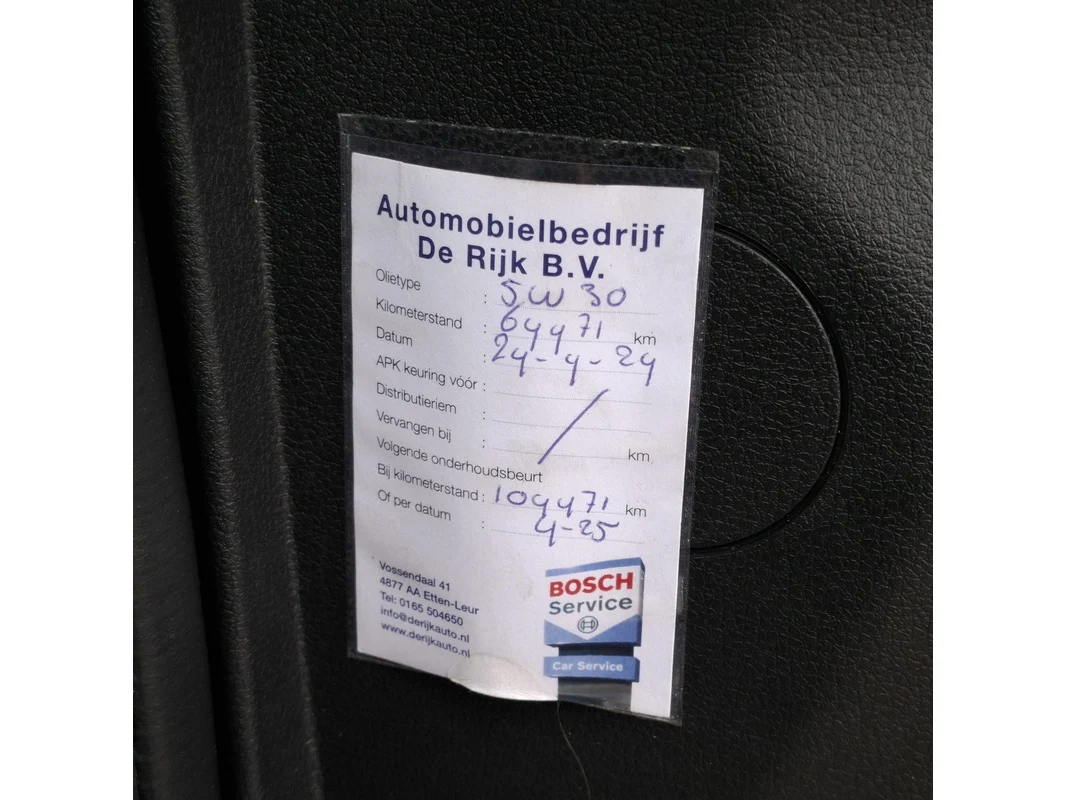 Automobielbedrijf
De Rijk B.V.
Olietype : 5W30
Kilometerstand : 64471 km
Datum : 24-4-24
APK keuring vóór :
Distributieriem :
Vervangen bij : / km
Volgende onderhoudsbeurt
Bij kilometerstand : 104471 km
Of per datum : 4-25
Vossendaal 41
4877 AA Etten-Leur
Tel: 0165 504650
info@derijkauto.nl
www.derijkauto.nl
BOSCH
Service
Car Service